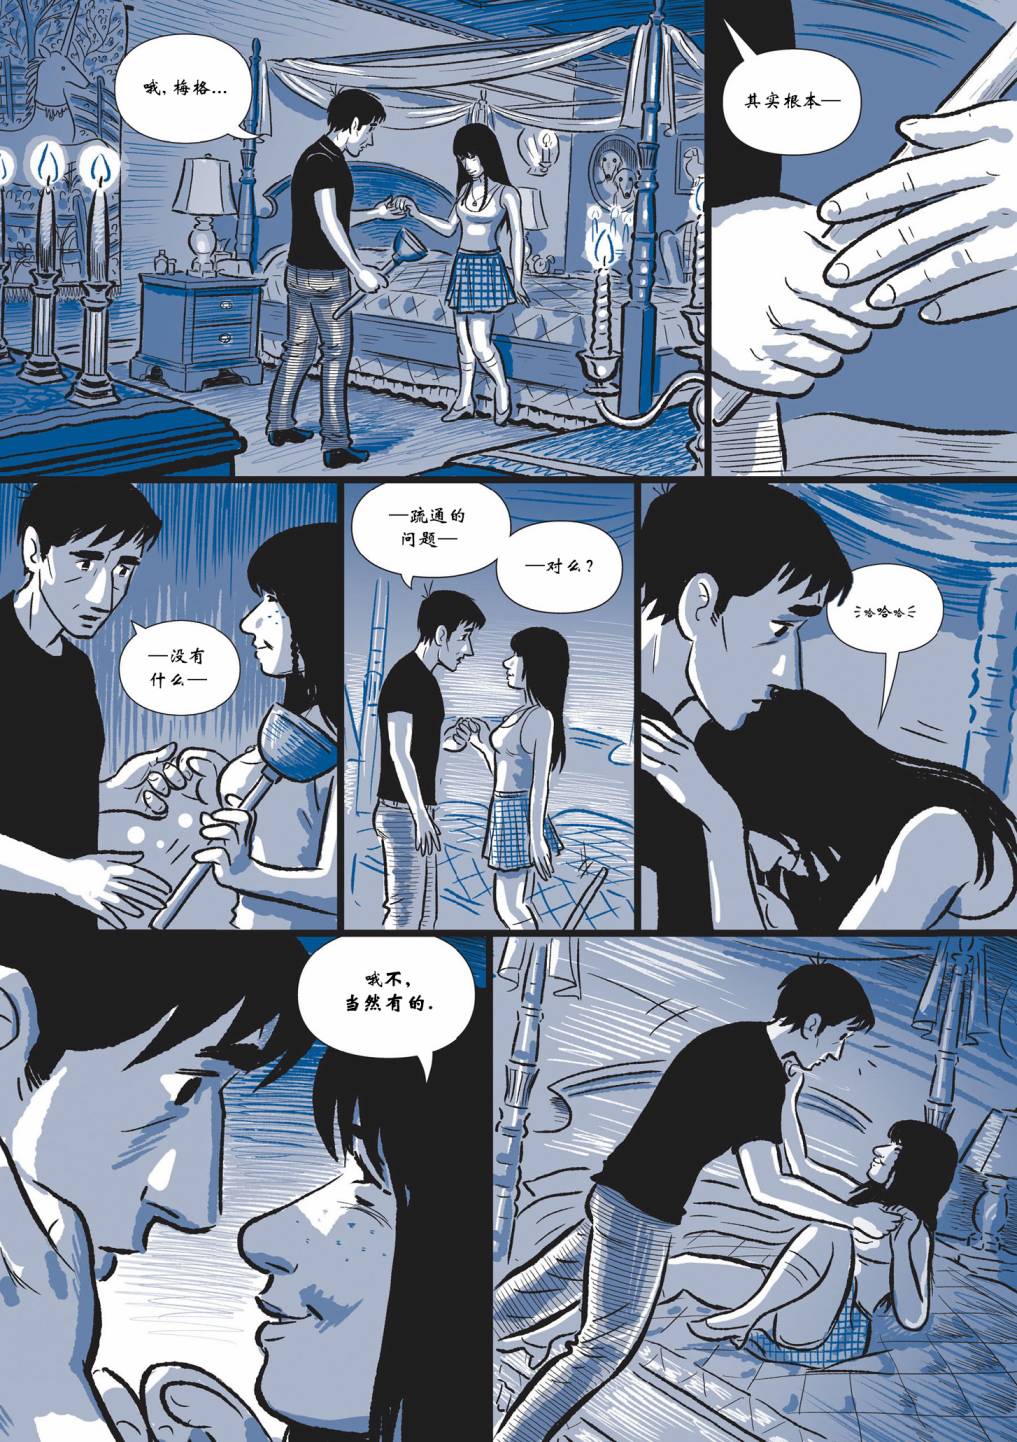 哦，梅格…
其实根本—
—没有
什么—
—疏通的
问题—
—对么？
哈哈哈
哦不，
当然有的．